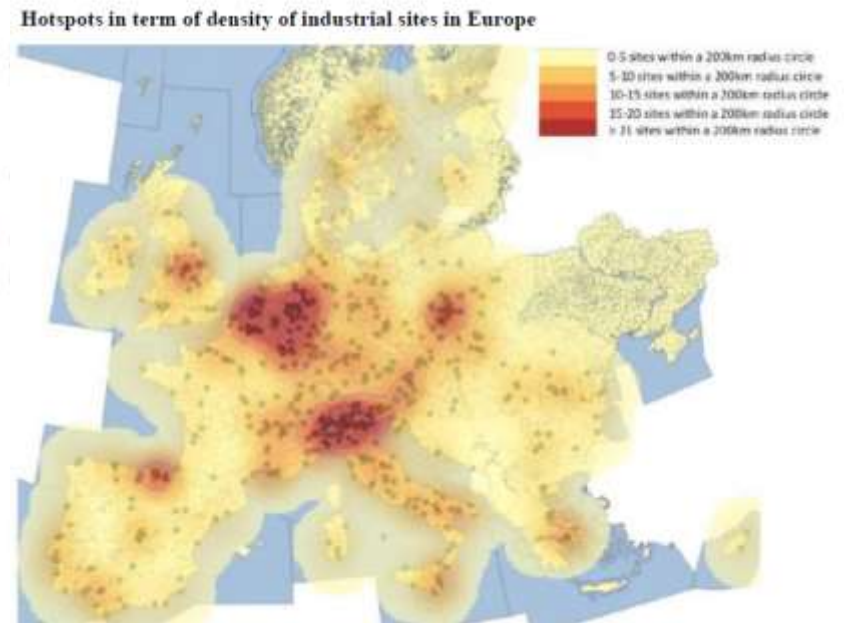 Hotspots in term of density of industrial sites in Europe
0-5 sites within a 200km radius circle
5-10 sites within a 200km radius circle
10-15 sites within a 200km radius circle
15-20 sites within a 200km radius circle
> 21 sites within a 200km radius circle